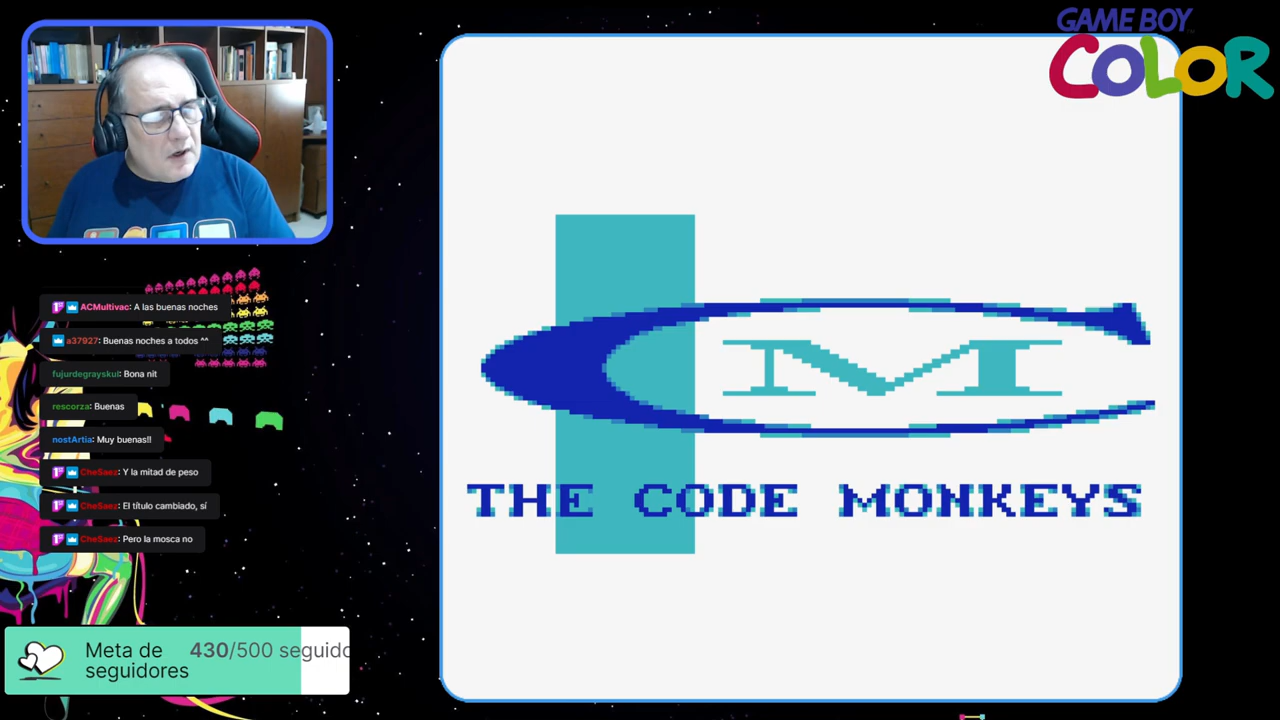 GAME BOY
COLOR
CM
THE CODE MONKEYS
ACMultivac: A las buenas noches
a37927: Buenas noches a todos ^^
fujurdegrayskul: Bona nit
rescorza: Buenas
nostArtia: Muy buenas!!
CheSaez: Y la mitad de peso
CheSaez: El título cambiado, sí
CheSaez: Pero la mosca no
Meta de seguidores
430/500 seguido